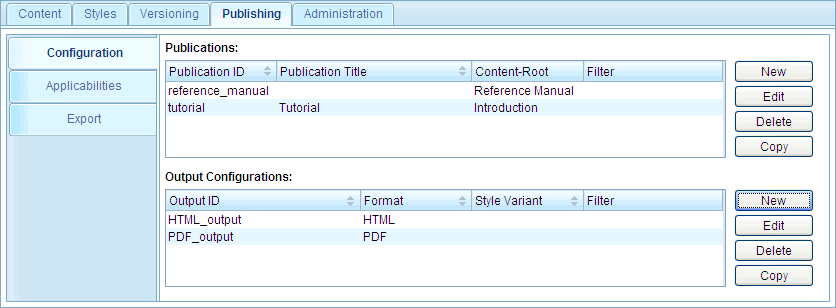 Content Styles Versioning Publishing Administration
Configuration
Applicabilities
Export
Publications:
Publication ID Publication Title Content-Root Filter
reference_manual Reference Manual
tutorial Tutorial Introduction
New
Edit
Delete
Copy
Output Configurations:
Output ID Format Style Variant Filter
HTML_output HTML
PDF_output PDF
New
Edit
Delete
Copy